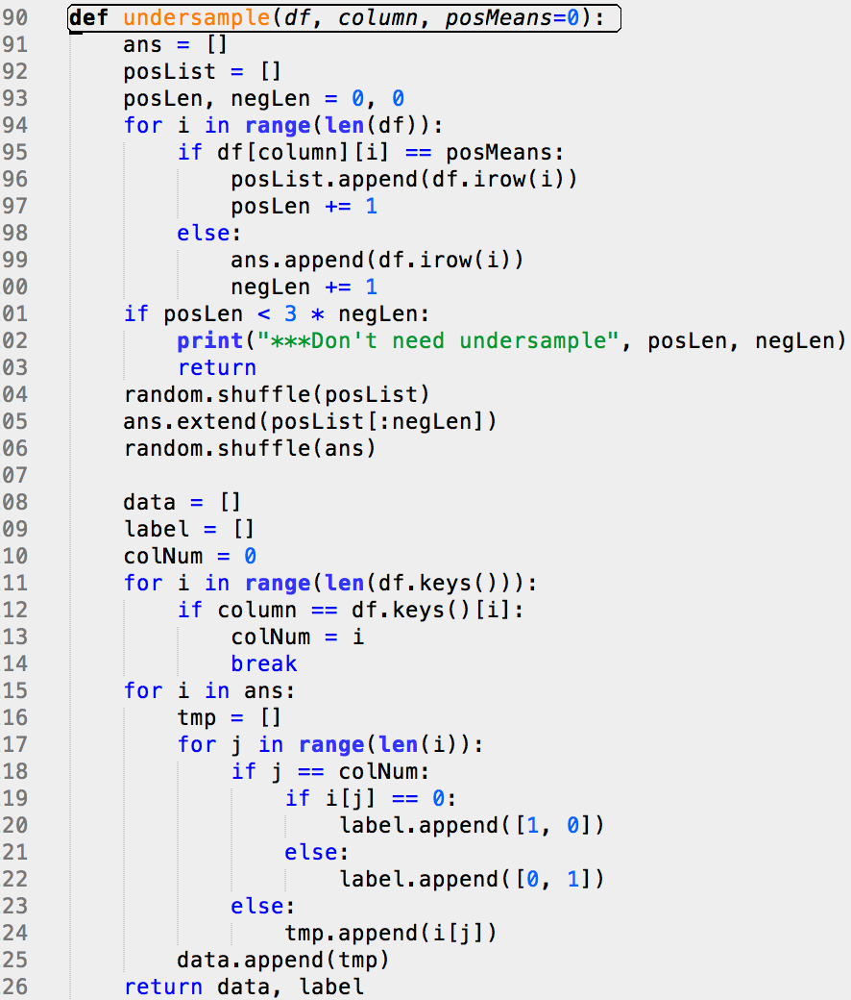 90 def undersample(df, column, posMeans=0):
91     ans = []
92     posList = []
93     posLen, negLen = 0, 0
94     for i in range(len(df)):
95         if df[column][i] == posMeans:
96             posList.append(df.irow(i))
97             posLen += 1
98         else:
99             ans.append(df.irow(i))
00             negLen += 1
01     if posLen < 3 * negLen:
02         print("***Don't need undersample", posLen, negLen)
03         return
04     random.shuffle(posList)
05     ans.extend(posList[:negLen])
06     random.shuffle(ans)
07
08     data = []
09     label = []
10     colNum = 0
11     for i in range(len(df.keys())):
12         if column == df.keys()[i]:
13             colNum = i
14             break
15     for i in ans:
16         tmp = []
17         for j in range(len(i)):
18             if j == colNum:
19                 if i[j] == 0:
20                     label.append([1, 0])
21                 else:
22                     label.append([0, 1])
23             else:
24                 tmp.append(i[j])
25         data.append(tmp)
26     return data, label